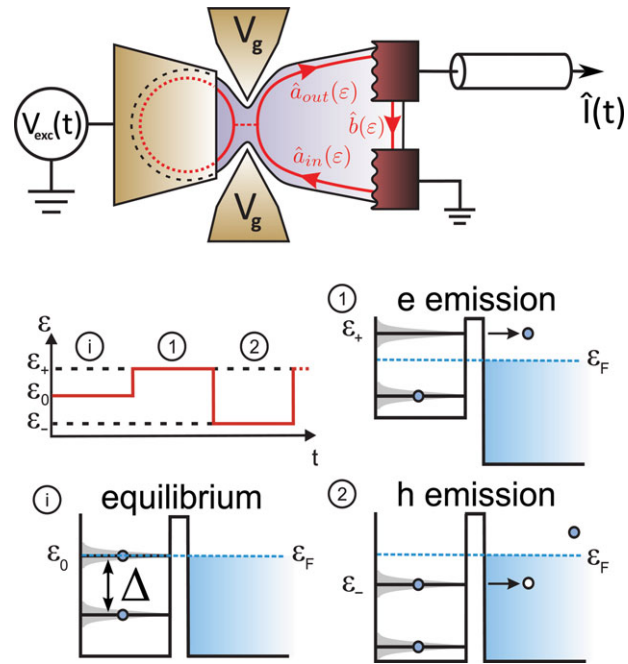 V_g
V_exc(t)
â_out(ε)
b̂(ε)
â_in(ε)
Î(t)
V_g
ε
i 1 2
ε_+
ε_0
ε_-
t
1 e emission
ε_+
ε_F
i equilibrium
ε_0
Δ
ε_F
2 h emission
ε_F
ε_-